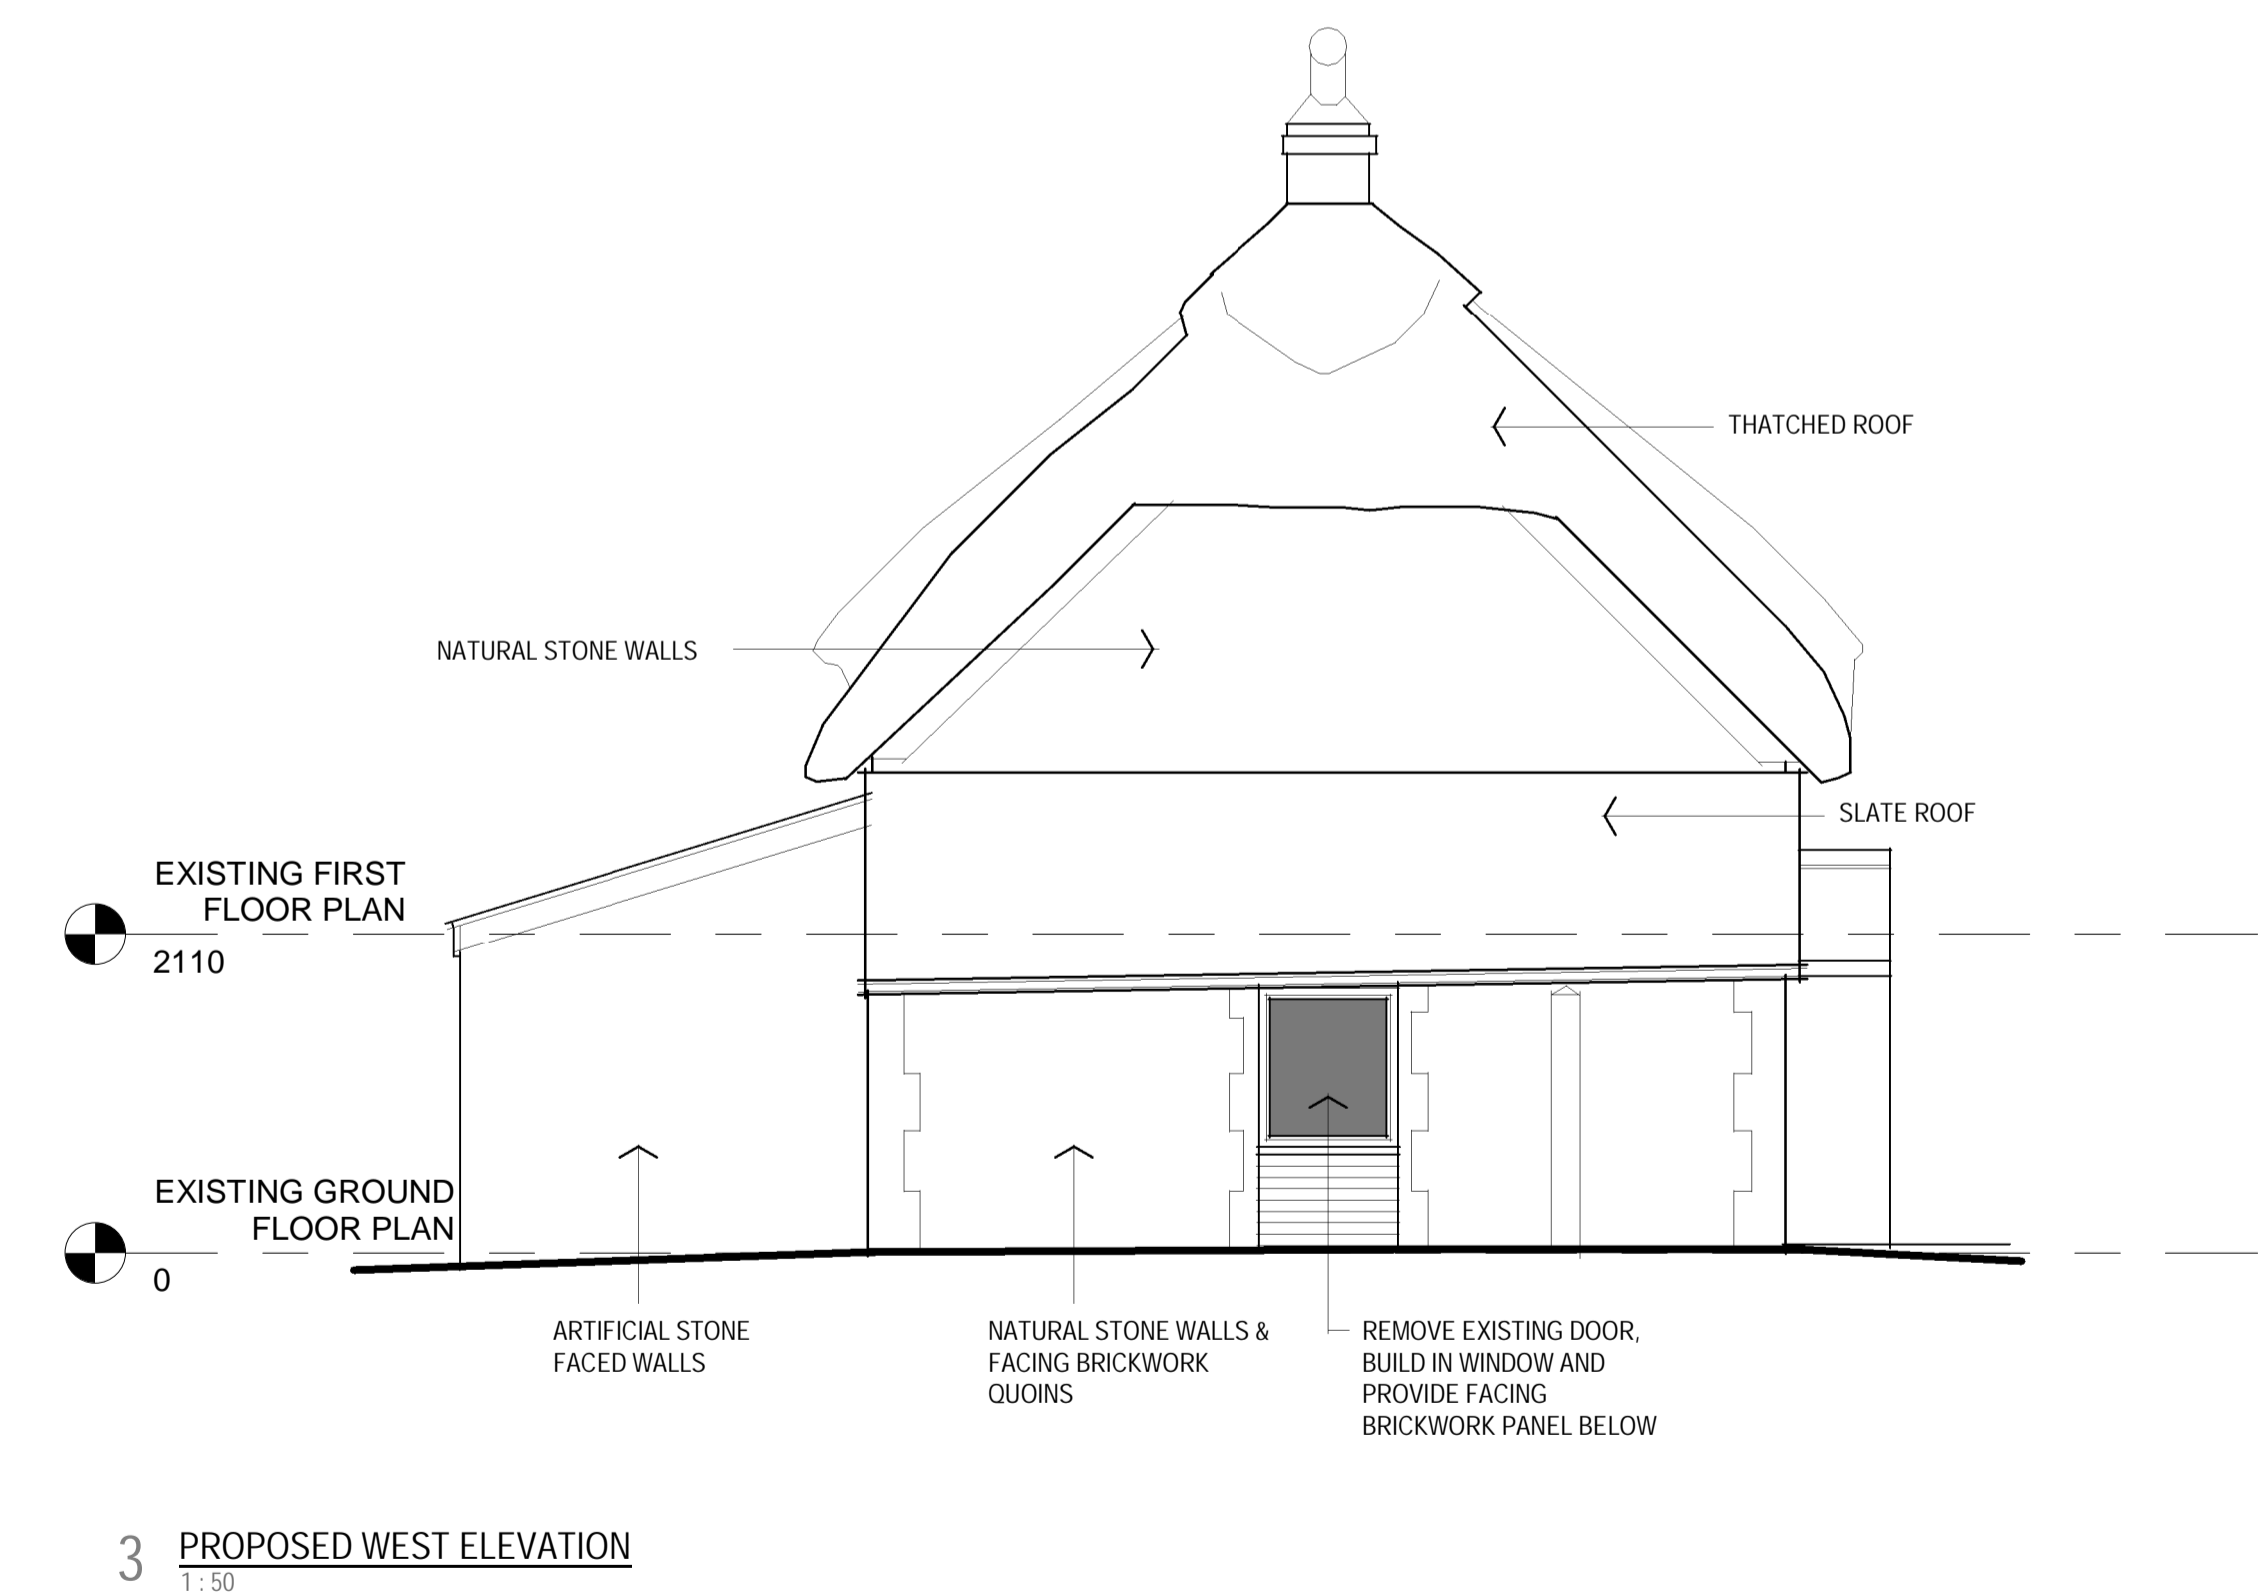 THATCHED ROOF
NATURAL STONE WALLS
SLATE ROOF
EXISTING FIRST
FLOOR PLAN
2110
EXISTING GROUND
FLOOR PLAN
0
ARTIFICIAL STONE
FACED WALLS
NATURAL STONE WALLS &
FACING BRICKWORK
QUOINS
REMOVE EXISTING DOOR,
BUILD IN WINDOW AND
PROVIDE FACING
BRICKWORK PANEL BELOW
3 PROPOSED WEST ELEVATION
1 : 50